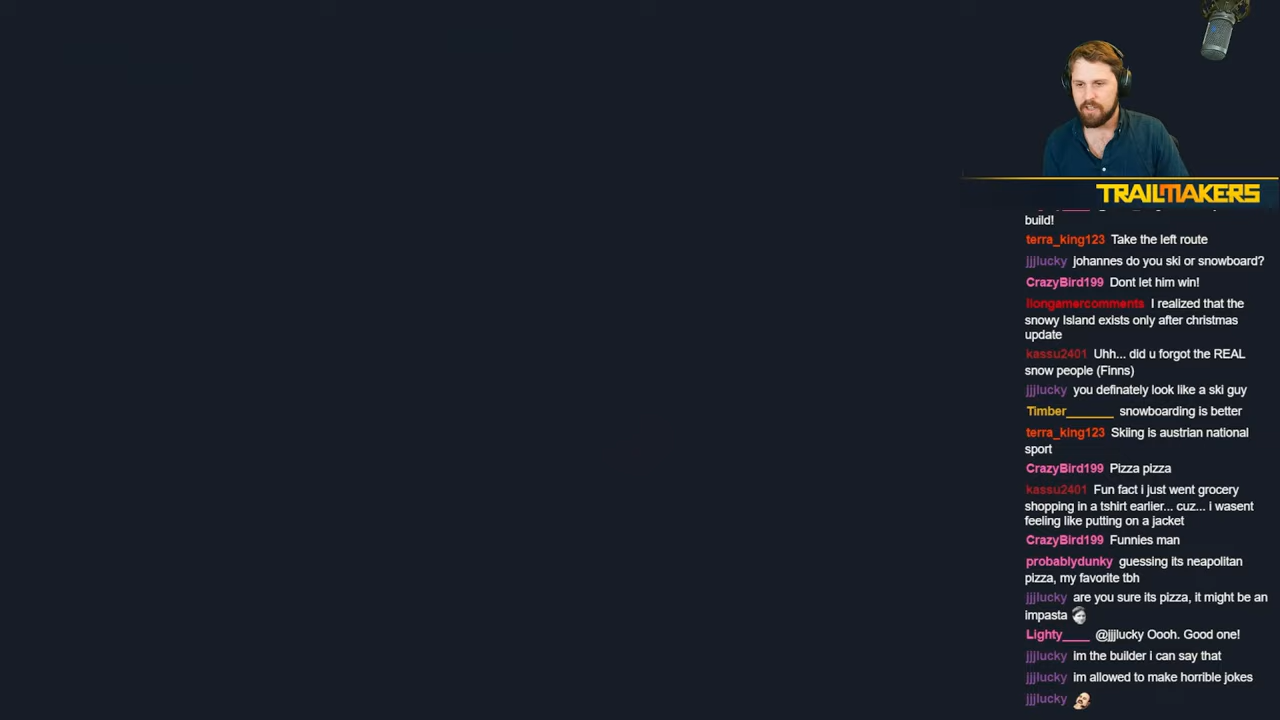 TRAILMAKERS
build!
terra_king123 Take the left route
jjjlucky johannes do you ski or snowboard?
CrazyBird199 Dont let him win!
liongamercomments I realized that the
snowy Island exists only after christmas
update
kassu2401 Uhh... did u forgot the REAL
snow people (Finns)
jjjlucky you definately look like a ski guy
Timber_______ snowboarding is better
terra_king123 Skiing is austrian national
sport
CrazyBird199 Pizza pizza
kassu2401 Fun fact i just went grocery
shopping in a tshirt earlier... cuz... i wasent
feeling like putting on a jacket
CrazyBird199 Funnies man
probablydunky guessing its neapolitan
pizza, my favorite tbh
jjjlucky are you sure its pizza, it might be an
impasta
Lighty____ @jjjlucky Oooh. Good one!
jjjlucky im the builder i can say that
jjjlucky im allowed to make horrible jokes
jjjlucky